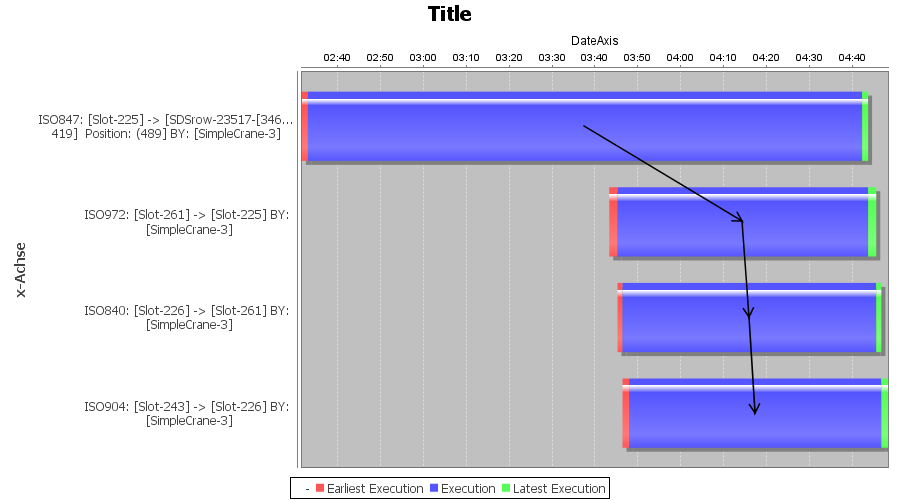 Title
DateAxis
02:40 02:50 03:00 03:10 03:20 03:30 03:40 03:50 04:00 04:10 04:20 04:30 04:40
ISO847: [Slot-225] -> [SDSrow-23517-[346...
419] Position: (489] BY: [SimpleCrane-3]
ISO972: [Slot-261] -> [Slot-225] BY:
[SimpleCrane-3]
x-Achse
ISO840: [Slot-226] -> [Slot-261] BY:
[SimpleCrane-3]
ISO904: [Slot-243] -> [Slot-226] BY:
[SimpleCrane-3]
- Earliest Execution Execution Latest Execution